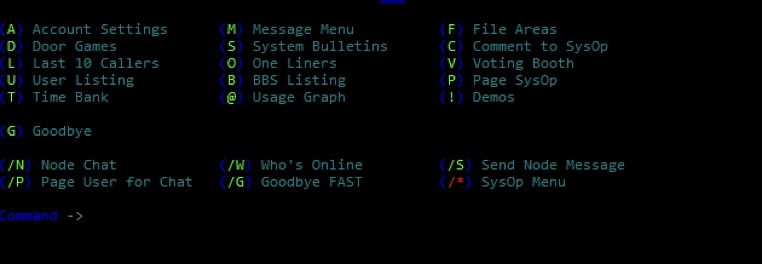 (A) Account Settings (M) Message Menu (F) File Areas
(D) Door Games (S) System Bulletins (C) Comment to SysOp
(L) Last 10 Callers (O) One Liners (V) Voting Booth
(U) User Listing (B) BBS Listing (P) Page SysOp
(T) Time Bank (@) Usage Graph (!) Demos
(G) Goodbye
(/N) Node Chat (/W) Who's Online (/S) Send Node Message
(/P) Page User for Chat (/G) Goodbye FAST (/*) SysOp Menu
Command ->